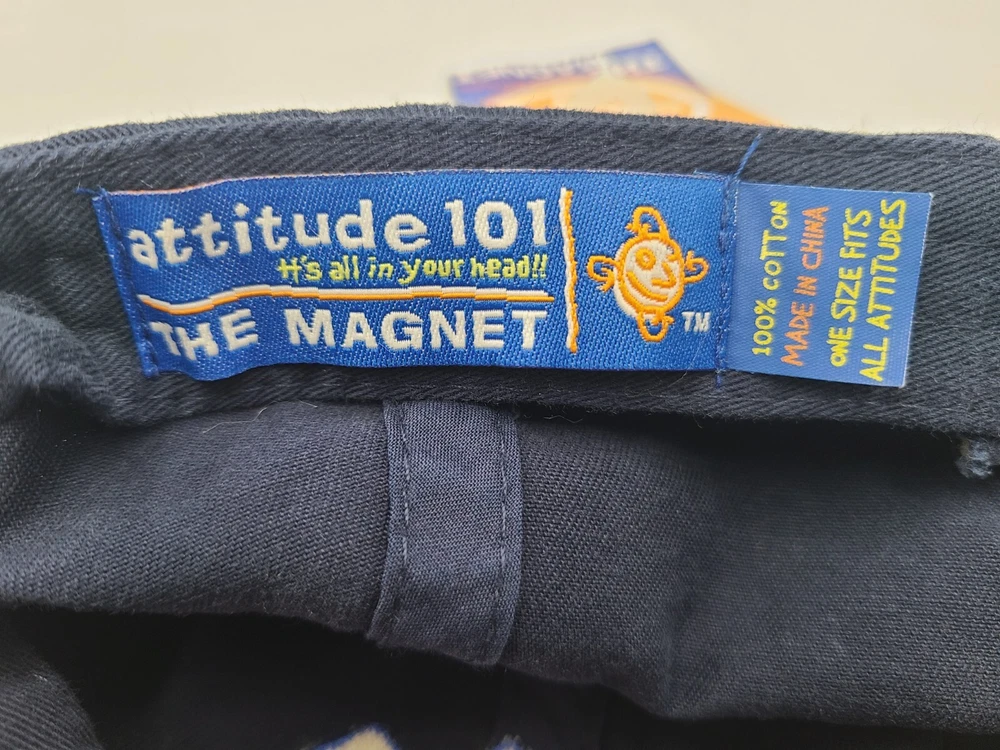 attitude 101
It's all in your head!!
THE MAGNET
TM
100% COTTON
MADE IN CHINA
ONE SIZE FITS
ALL ATTITUDES